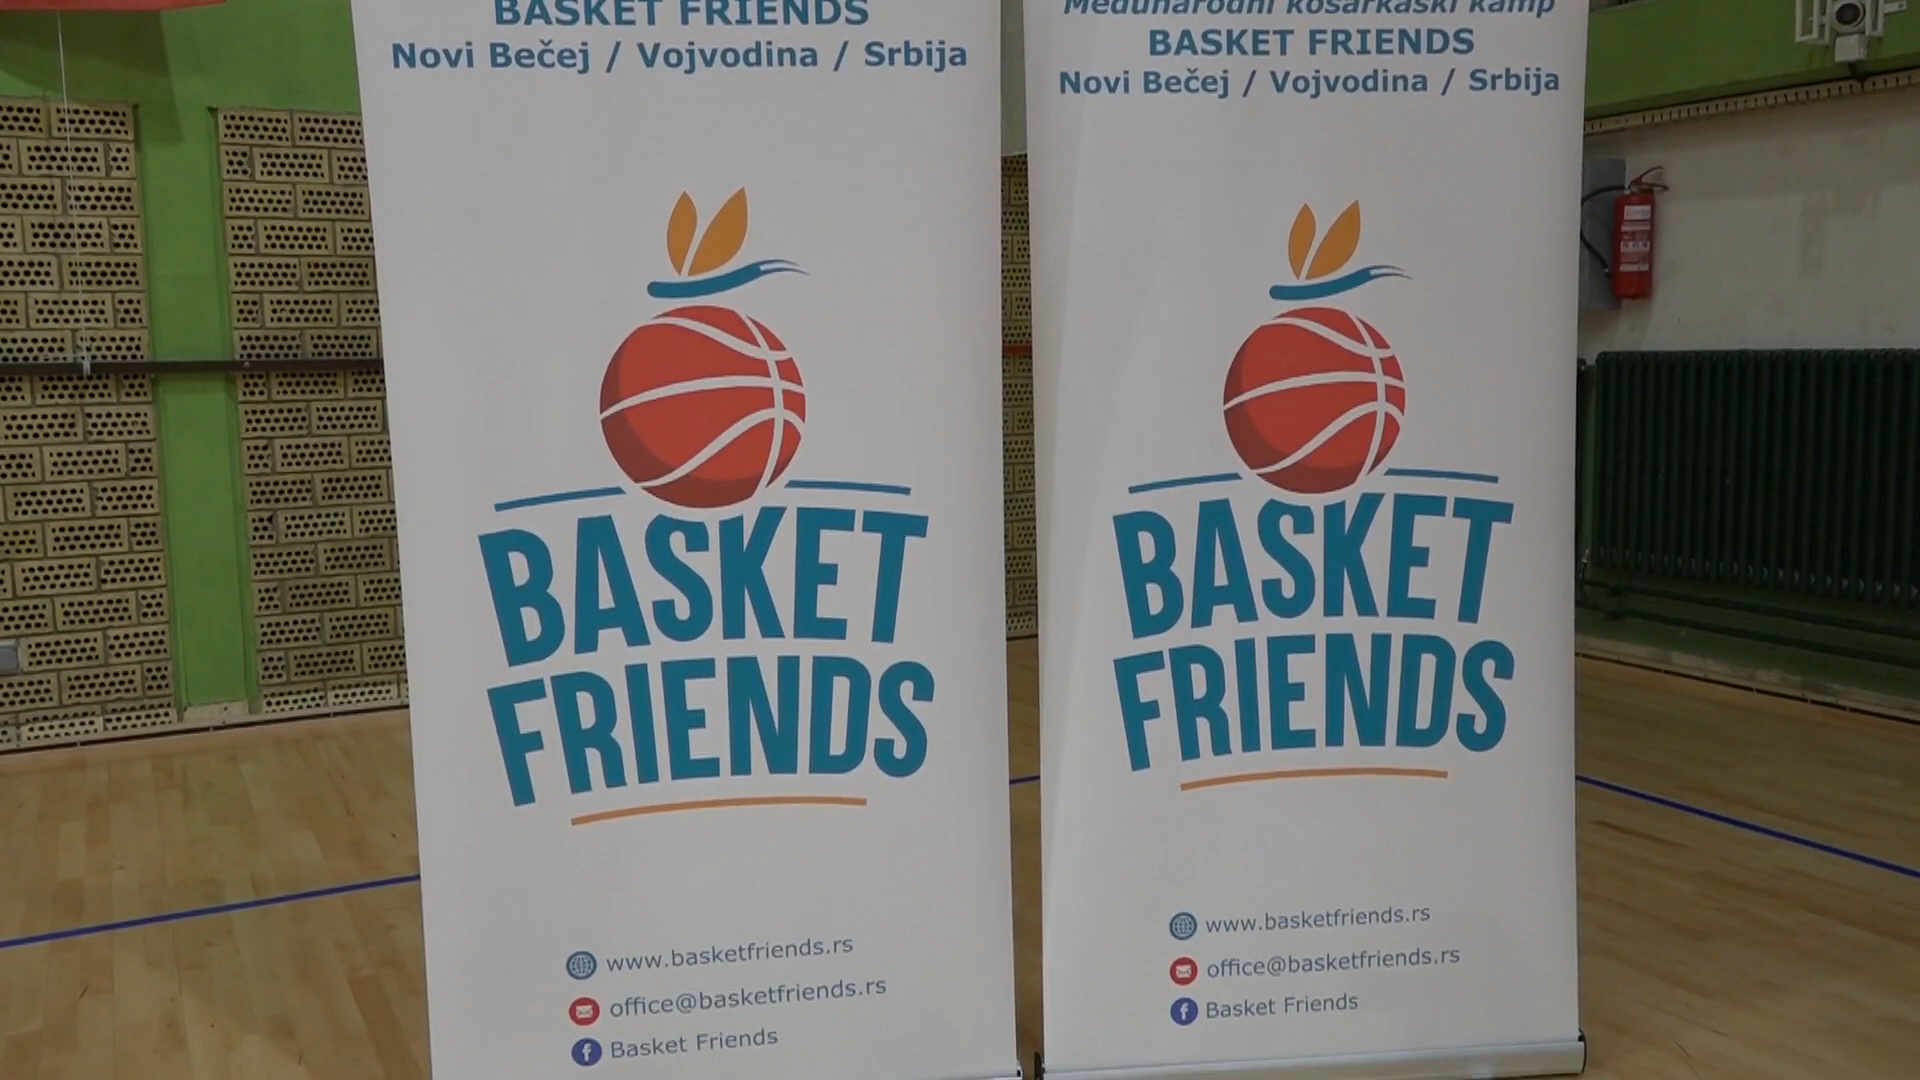 BASKET FRIENDS
Novi Bečej / Vojvodina / Srbija
BASKET
FRIENDS
www.basketfriends.rs
office@basketfriends.rs
Basket Friends
Međunarodni košarkaški kamp
BASKET FRIENDS
Novi Bečej / Vojvodina / Srbija
BASKET
FRIENDS
www.basketfriends.rs
office@basketfriends.rs
Basket Friends